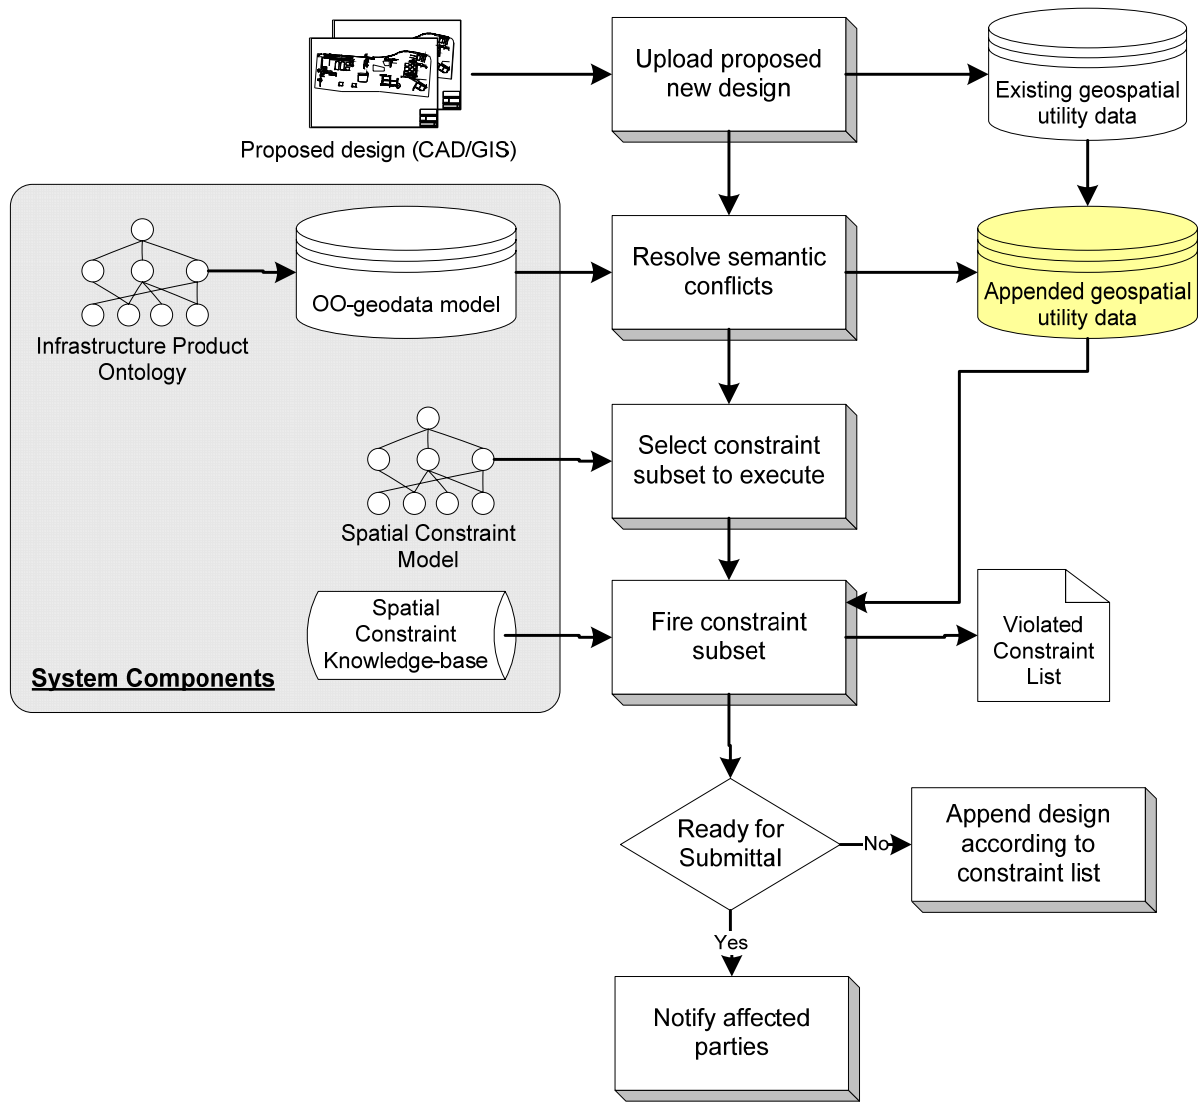 Upload proposed
new design
Existing geospatial
utility data
Proposed design (CAD/GIS)
OO-geodata model
Infrastructure Product
Ontology
Resolve semantic
conflicts
Appended geospatial
utility data
Spatial Constraint
Model
Select constraint
subset to execute
Spatial
Constraint
Knowledge-base
System Components
Fire constraint
subset
Violated
Constraint
List
Ready for
Submittal
No
Append design
according to
constraint list
Yes
Notify affected
parties